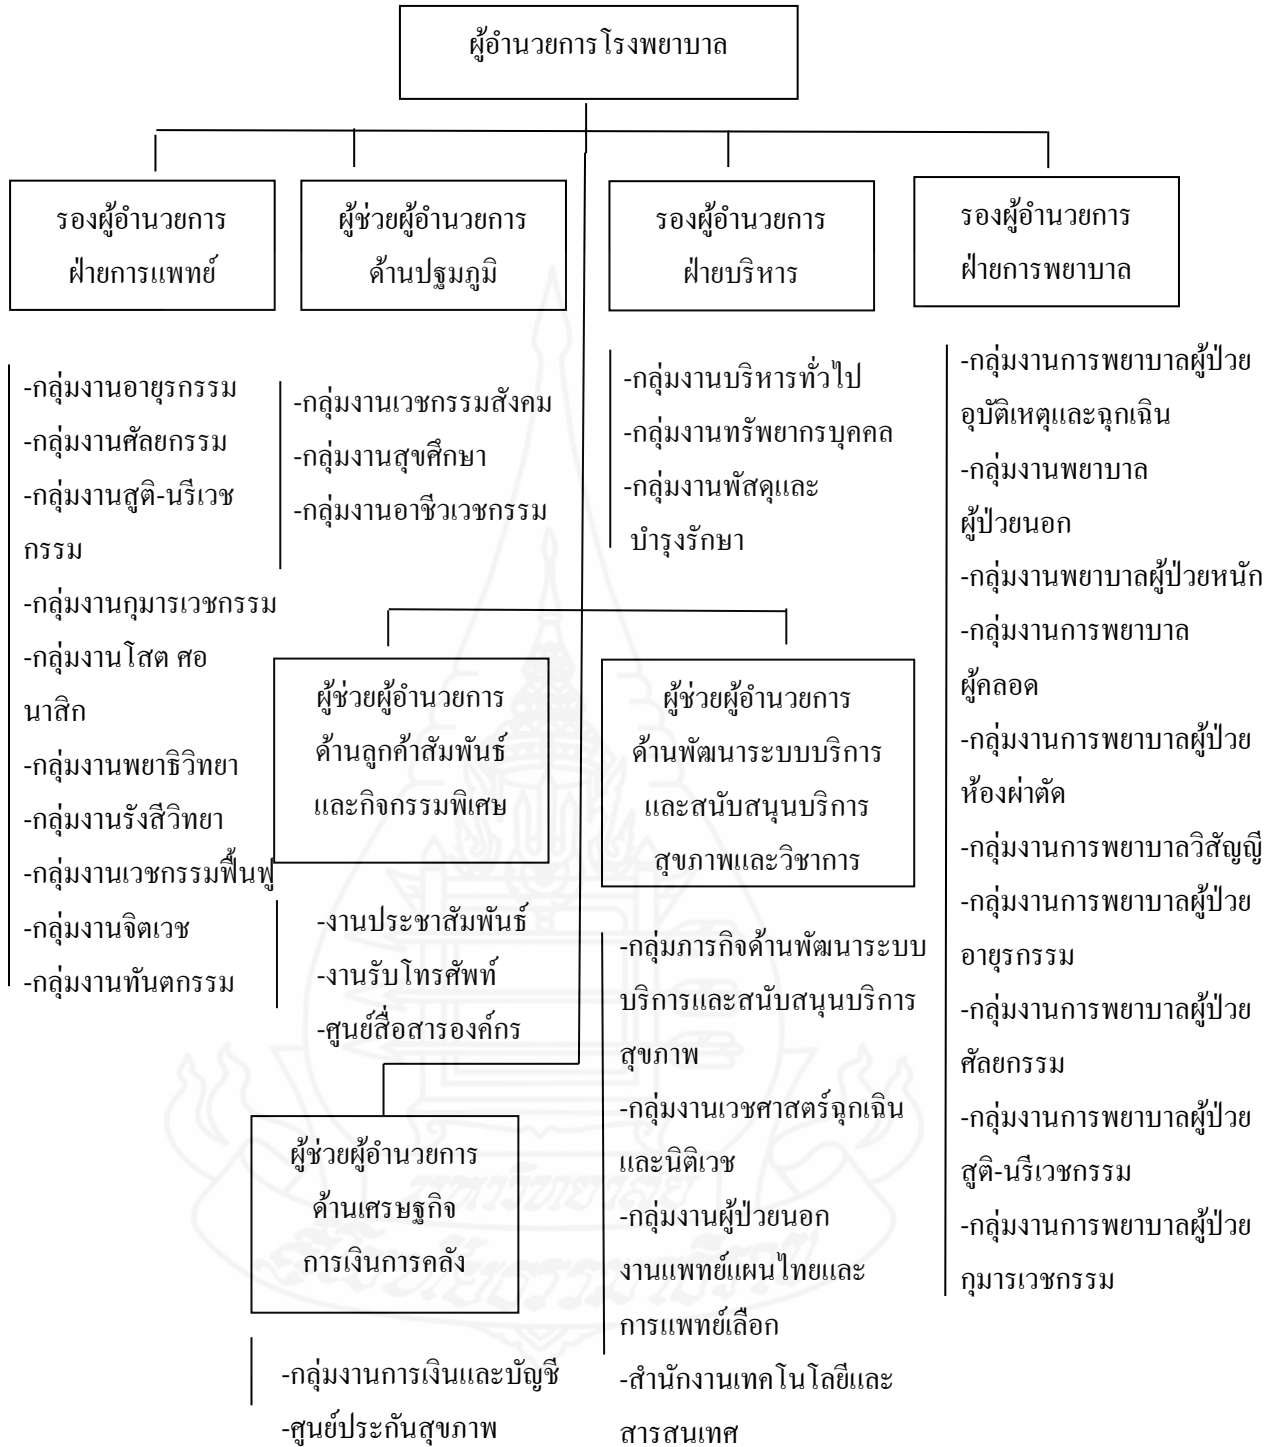 ผู้อำนวยการโรงพยาบาล
รองผู้อำนวยการ
ฝ่ายการแพทย์
ผู้ช่วยผู้อำนวยการ
ด้านปฐมภูมิ
รองผู้อำนวยการ
ฝ่ายบริหาร
รองผู้อำนวยการ
ฝ่ายการพยาบาล
-กลุ่มงานอายุรกรรม
-กลุ่มงานศัลยกรรม
-กลุ่มงานสูติ-นรีเวช
กรรม
-กลุ่มงานกุมารเวชกรรม
-กลุ่มงานโสต ศอ
นาสิก
-กลุ่มงานพยาธิวิทยา
-กลุ่มงานรังสีวิทยา
-กลุ่มงานเวชกรรมฟื้นฟู
-กลุ่มงานจิตเวช
-กลุ่มงานทันตกรรม
-กลุ่มงานเวชกรรมสังคม
-กลุ่มงานสุขศึกษา
-กลุ่มงานอาชีวเวชกรรม
-กลุ่มงานบริหารทั่วไป
-กลุ่มงานทรัพยากรบุคคล
-กลุ่มงานพัสดุและ
บำรุงรักษา
-กลุ่มงานการพยาบาลผู้ป่วย
อุบัติเหตุและฉุกเฉิน
-กลุ่มงานพยาบาล
ผู้ป่วยนอก
-กลุ่มงานพยาบาลผู้ป่วยหนัก
-กลุ่มงานการพยาบาล
ผู้คลอด
-กลุ่มงานการพยาบาลผู้ป่วย
ห้องผ่าตัด
-กลุ่มงานการพยาบาลวิสัญญี
-กลุ่มงานการพยาบาลผู้ป่วย
อายุรกรรม
-กลุ่มงานการพยาบาลผู้ป่วย
ศัลยกรรม
-กลุ่มงานการพยาบาลผู้ป่วย
สูติ-นรีเวชกรรม
-กลุ่มงานการพยาบาลผู้ป่วย
กุมารเวชกรรม
ผู้ช่วยผู้อำนวยการ
ด้านลูกค้าสัมพันธ์
และกิจกรรมพิเศษ
-งานประชาสัมพันธ์
-งานรับโทรศัพท์
-ศูนย์สื่อสารองค์กร
ผู้ช่วยผู้อำนวยการ
ด้านพัฒนาระบบบริการ
และสนับสนุนบริการ
สุขภาพและวิชาการ
-กลุ่มภารกิจด้านพัฒนาระบบ
บริการและสนับสนุนบริการ
สุขภาพ
-กลุ่มงานเวชศาสตร์ฉุกเฉิน
และนิติเวช
-กลุ่มงานผู้ป่วยนอก
งานแพทย์แผนไทยและ
การแพทย์เลือก
-สำนักงานเทคโนโลยีและ
สารสนเทศ
ผู้ช่วยผู้อำนวยการ
ด้านเศรษฐกิจ
การเงินการคลัง
-กลุ่มงานการเงินและบัญชี
-ศูนย์ประกันสุขภาพ
มหาวิทยาลัย
สุโขทัยธรรมาธิราช